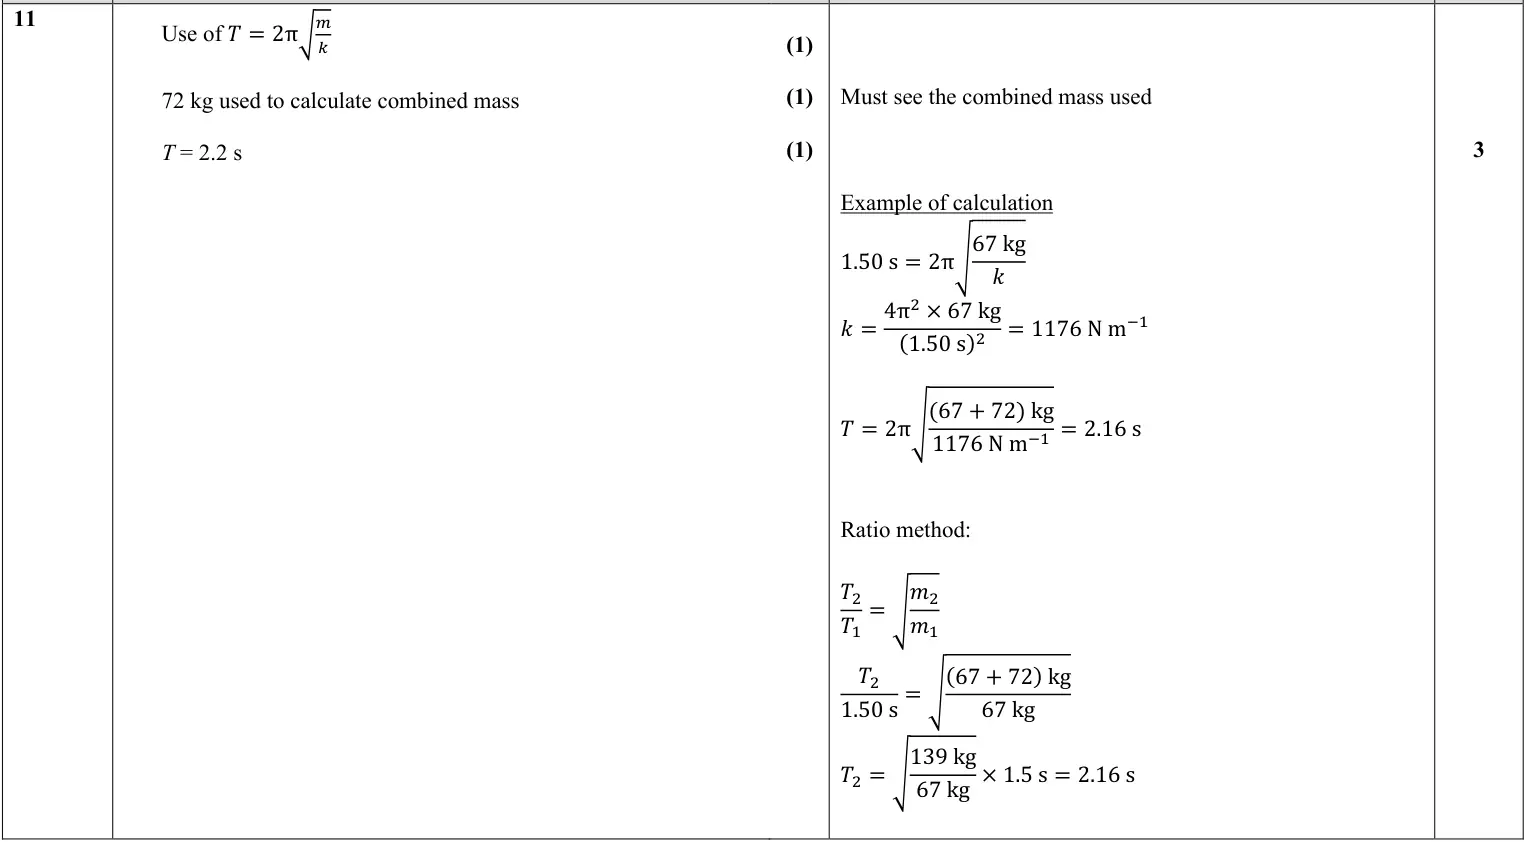 11
Use of T = 2π√(m/k) (1)
72 kg used to calculate combined mass (1) Must see the combined mass used
T = 2.2 s (1) 3
Example of calculation
1.50 s = 2π√(67 kg/k)
k = (4π² × 67 kg)/(1.50 s)² = 1176 N m⁻¹
T = 2π√((67 + 72) kg/1176 N m⁻¹) = 2.16 s
Ratio method:
T₂/T₁ = √(m₂/m₁)
T₂/1.50 s = √((67 + 72) kg/67 kg)
T₂ = √(139 kg/67 kg) × 1.5 s = 2.16 s